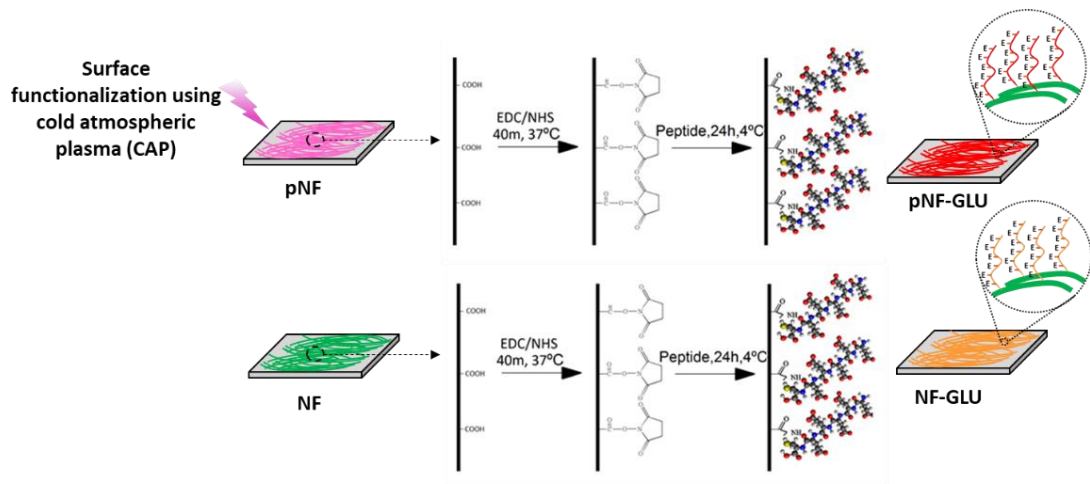 Surface
functionalization using
cold atmospheric
plasma (CAP)
pNF
COOH
COOH
COOH
EDC/NHS
40m, 37ºC
Peptide,24h,4ºC
NH
NH
NH
E
E
E
E
E
pNF-GLU
NF
COOH
COOH
COOH
EDC/NHS
40m, 37ºC
Peptide,24h,4ºC
NH
NH
NH
E
E
E
E
E
NF-GLU